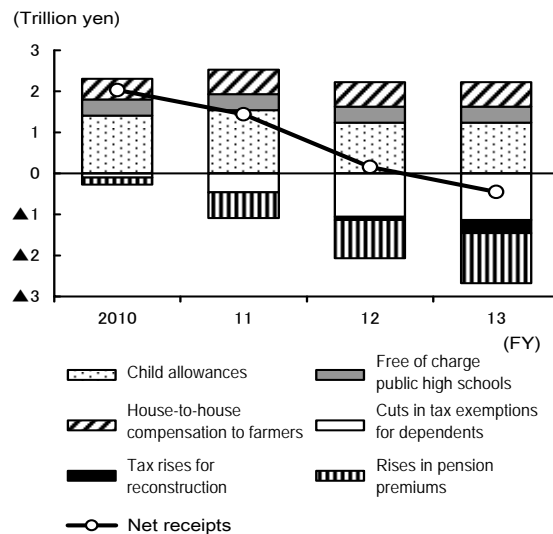 (Trillion yen)
3
2
1
0
▲ 1
▲ 2
▲ 3
2010 11 12 13
(FY)
Child allowances
Free of charge
public high schools
House-to-house
compensation to farmers
Cuts in tax exemptions
for dependents
Tax rises for
reconstruction
Rises in pension
premiums
Net receipts